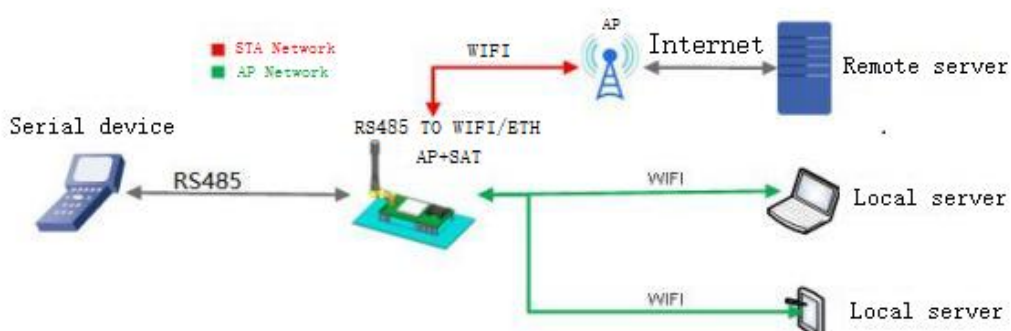 AP
STA Network
WIFI
Internet
AP Network
Remote server
Serial device
RS485 TO WIFI/ETH
AP+SAT
RS485
WIFI
Local server
WIFI
Local server